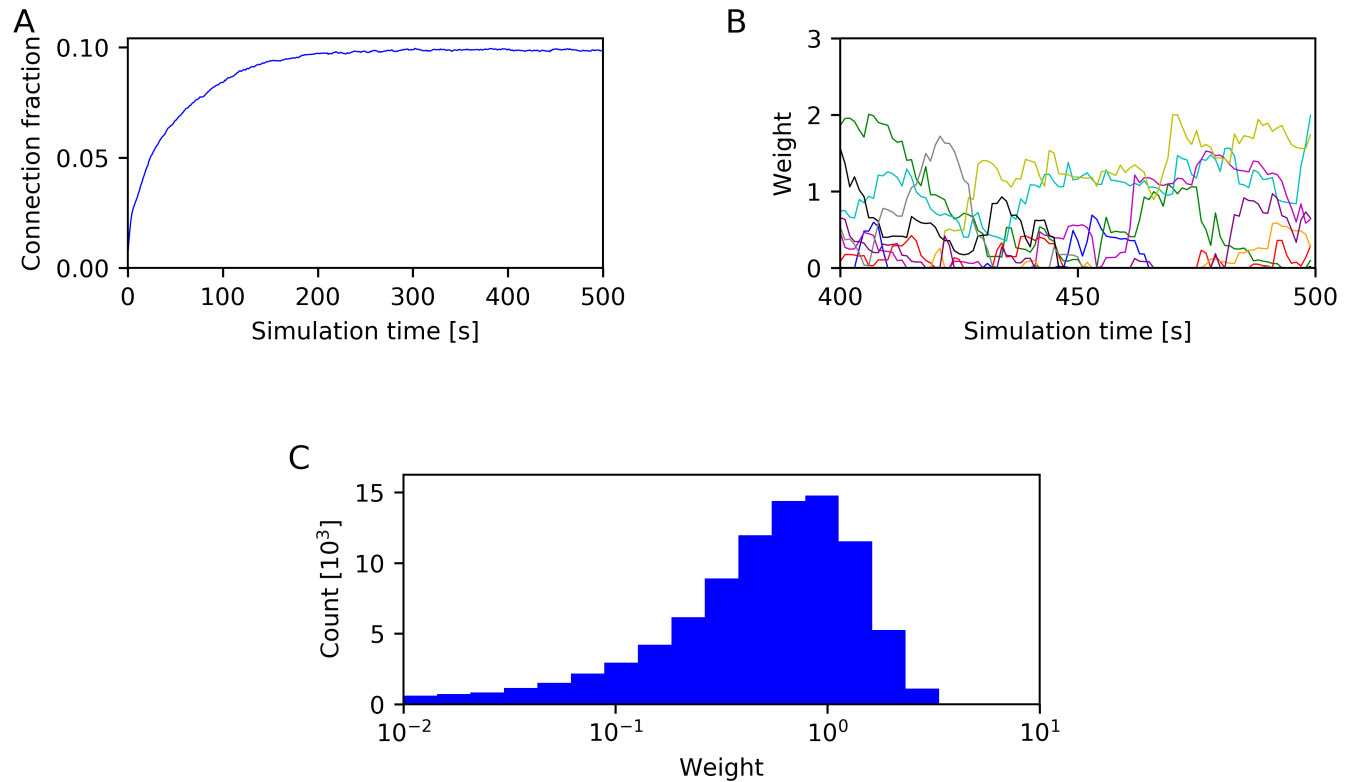 A
Connection fraction
0.10
0.05
0.00
0 100 200 300 400 500
Simulation time [s]
B
Weight
3
2
1
0
400 450 500
Simulation time [s]
C
Count [10³]
15
10
5
0
10⁻² 10⁻¹ 10⁰ 10¹
Weight